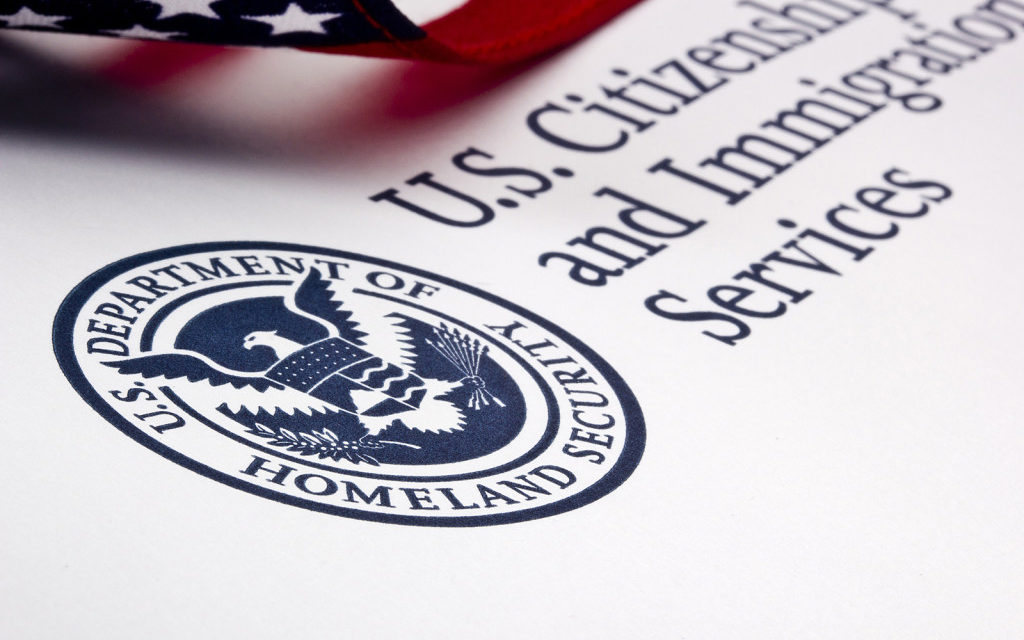 U.S. Citizenship
and Immigration
Services
U.S. DEPARTMENT OF
HOMELAND SECURITY